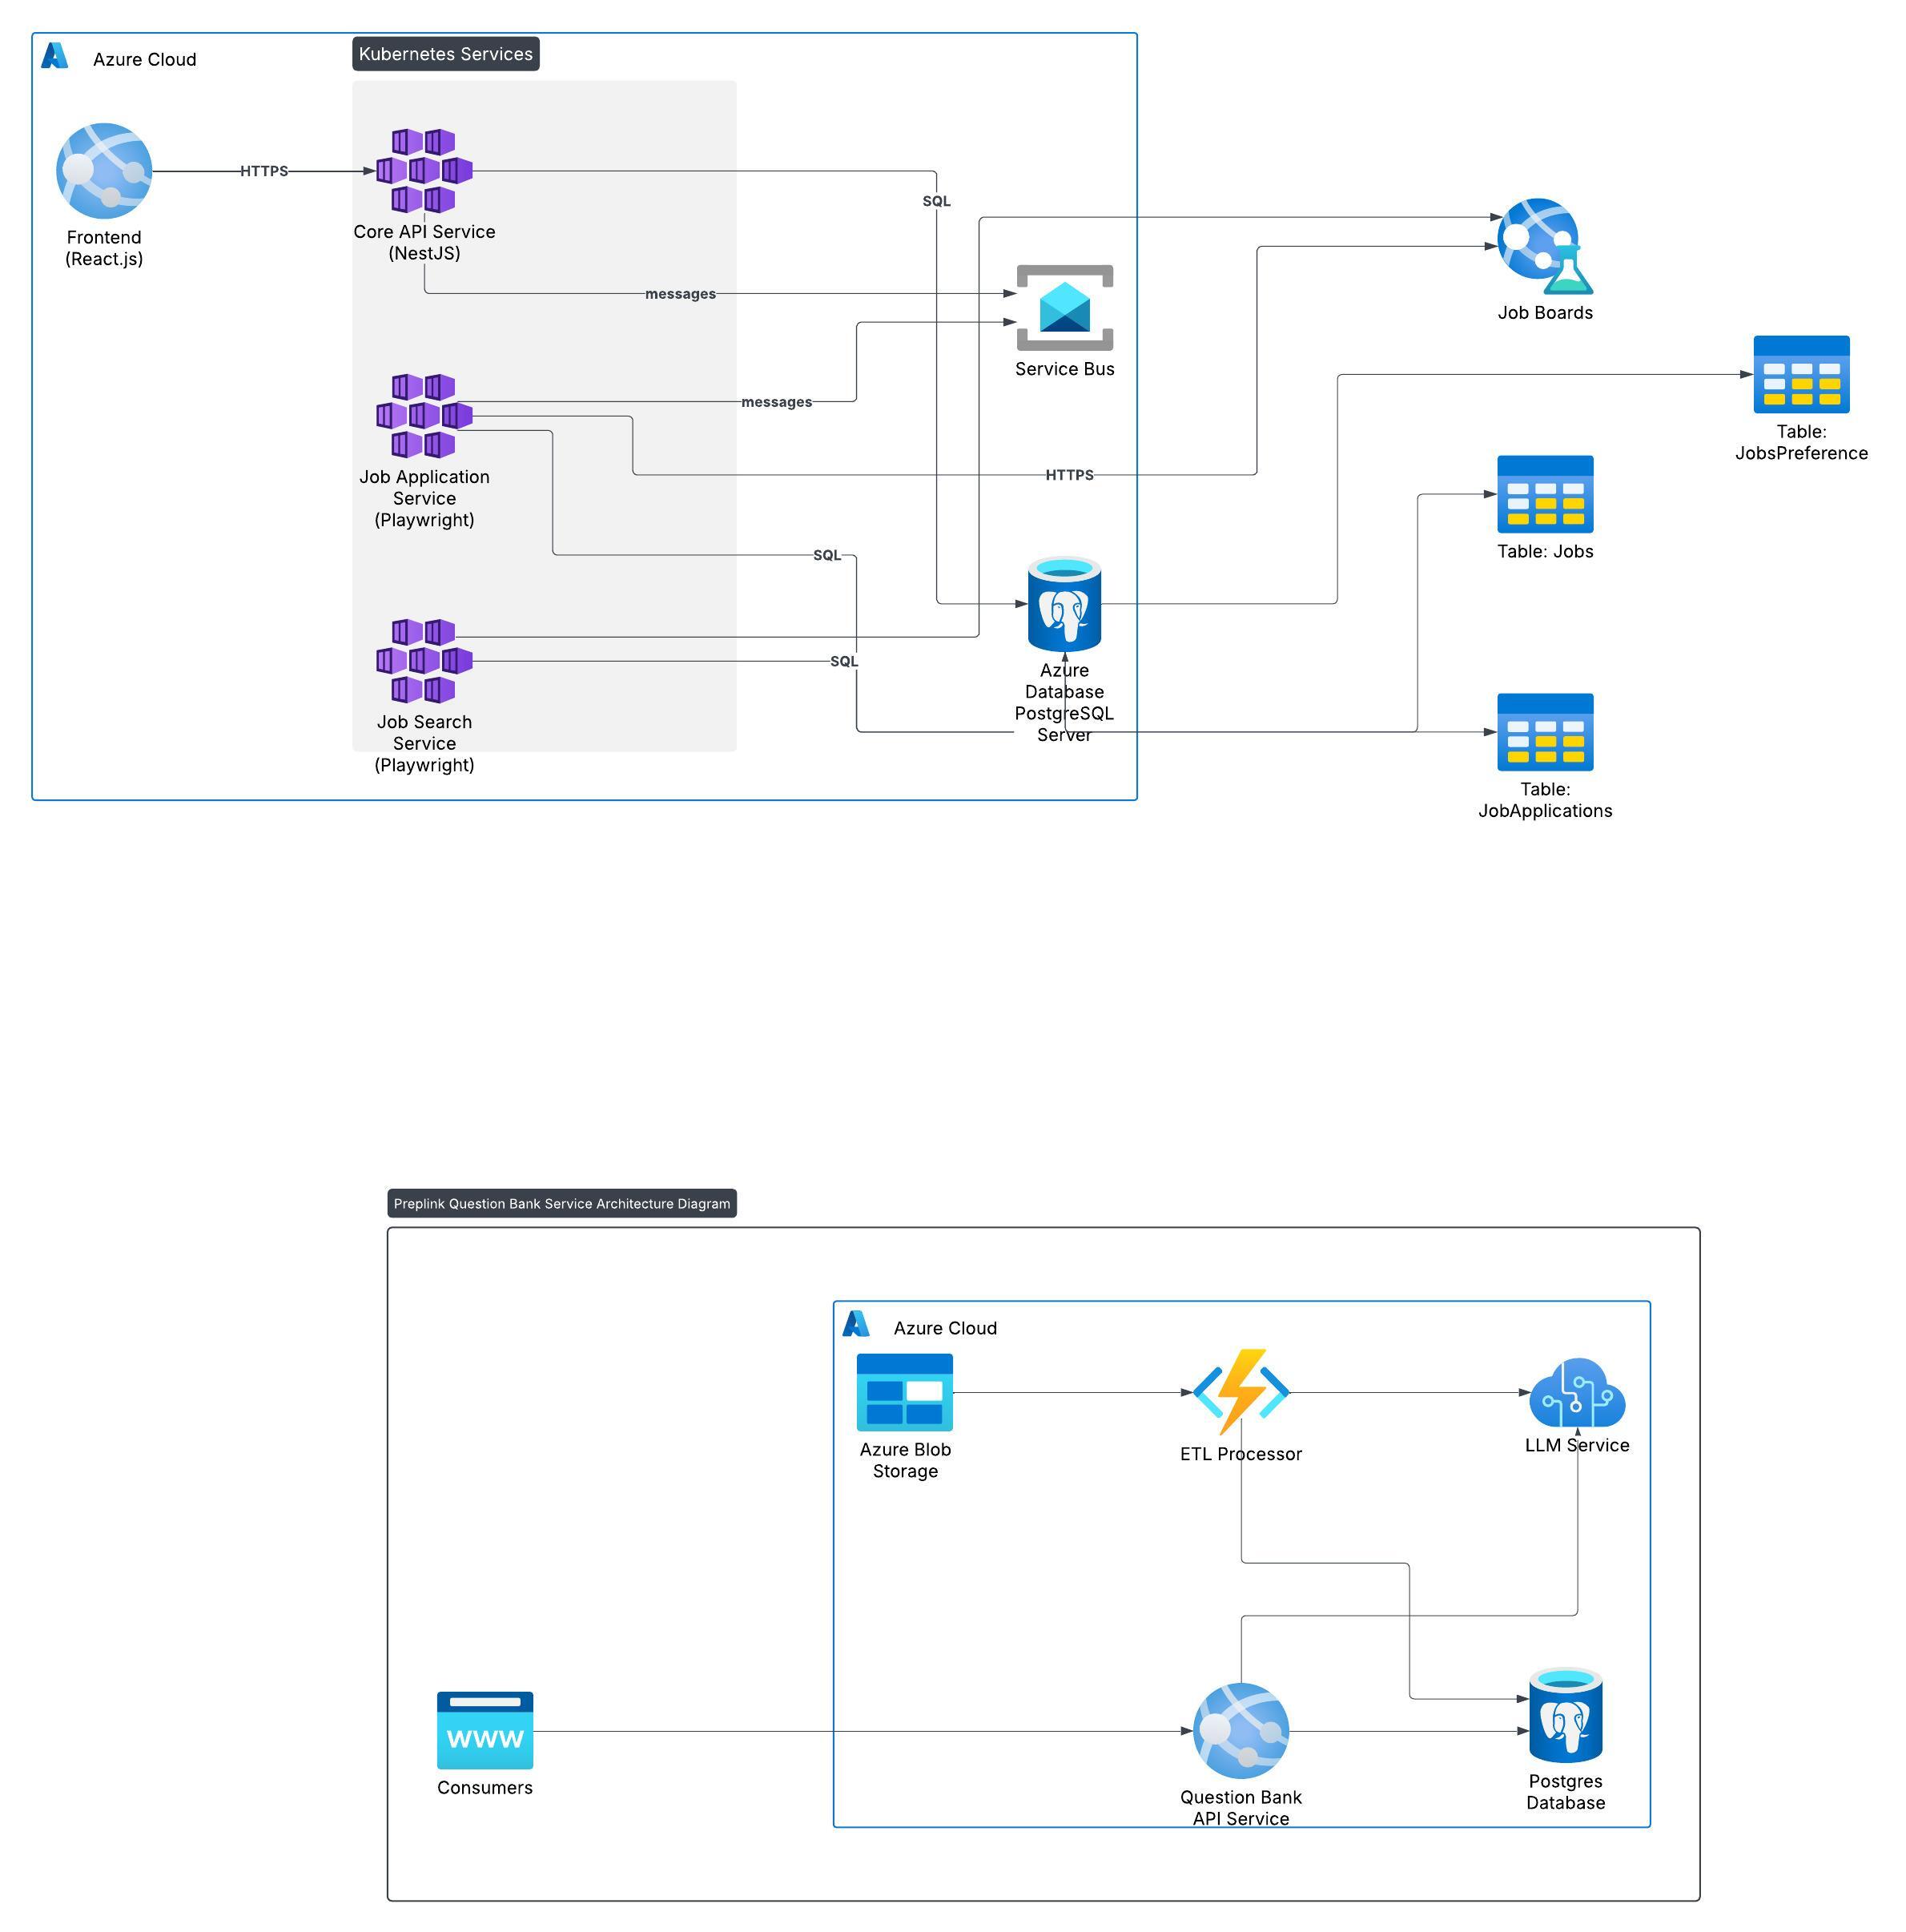 Azure Cloud
Kubernetes Services
Frontend
(React.js)
HTTPS
Core API Service
(NestJS)
SQL
messages
Service Bus
Job Boards
Table:
JobsPreference
messages
Job Application
Service
(Playwright)
HTTPS
Table: Jobs
SQL
SQL
Job Search
Service
(Playwright)
Azure
Database
PostgreSQL
Server
Table:
JobApplications
Preplink Question Bank Service Architecture Diagram
Azure Cloud
Azure Blob
Storage
ETL Processor
LLM Service
www
Consumers
Question Bank
API Service
Postgres
Database